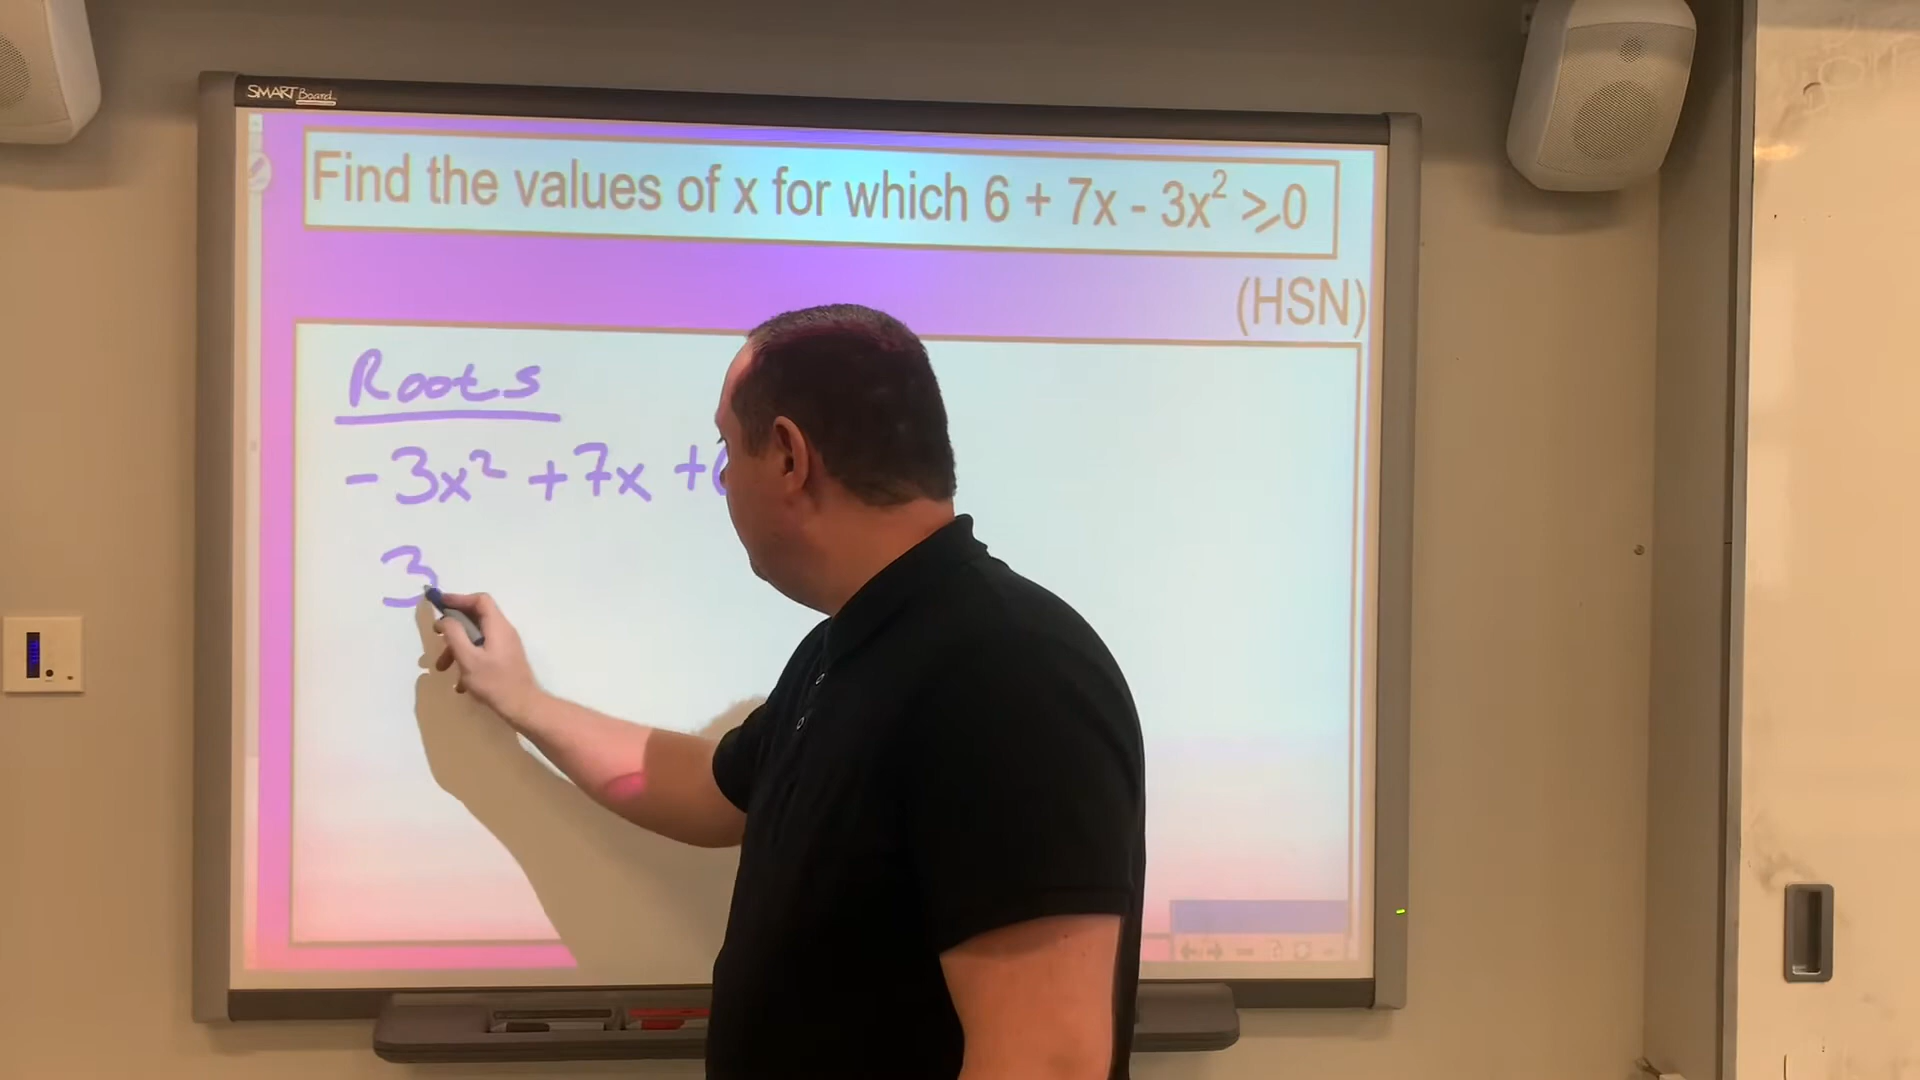 SMART Board
Find the values of x for which 6 + 7x - 3x² ⩾ 0
(HSN)
Roots
-3x² + 7x +
3